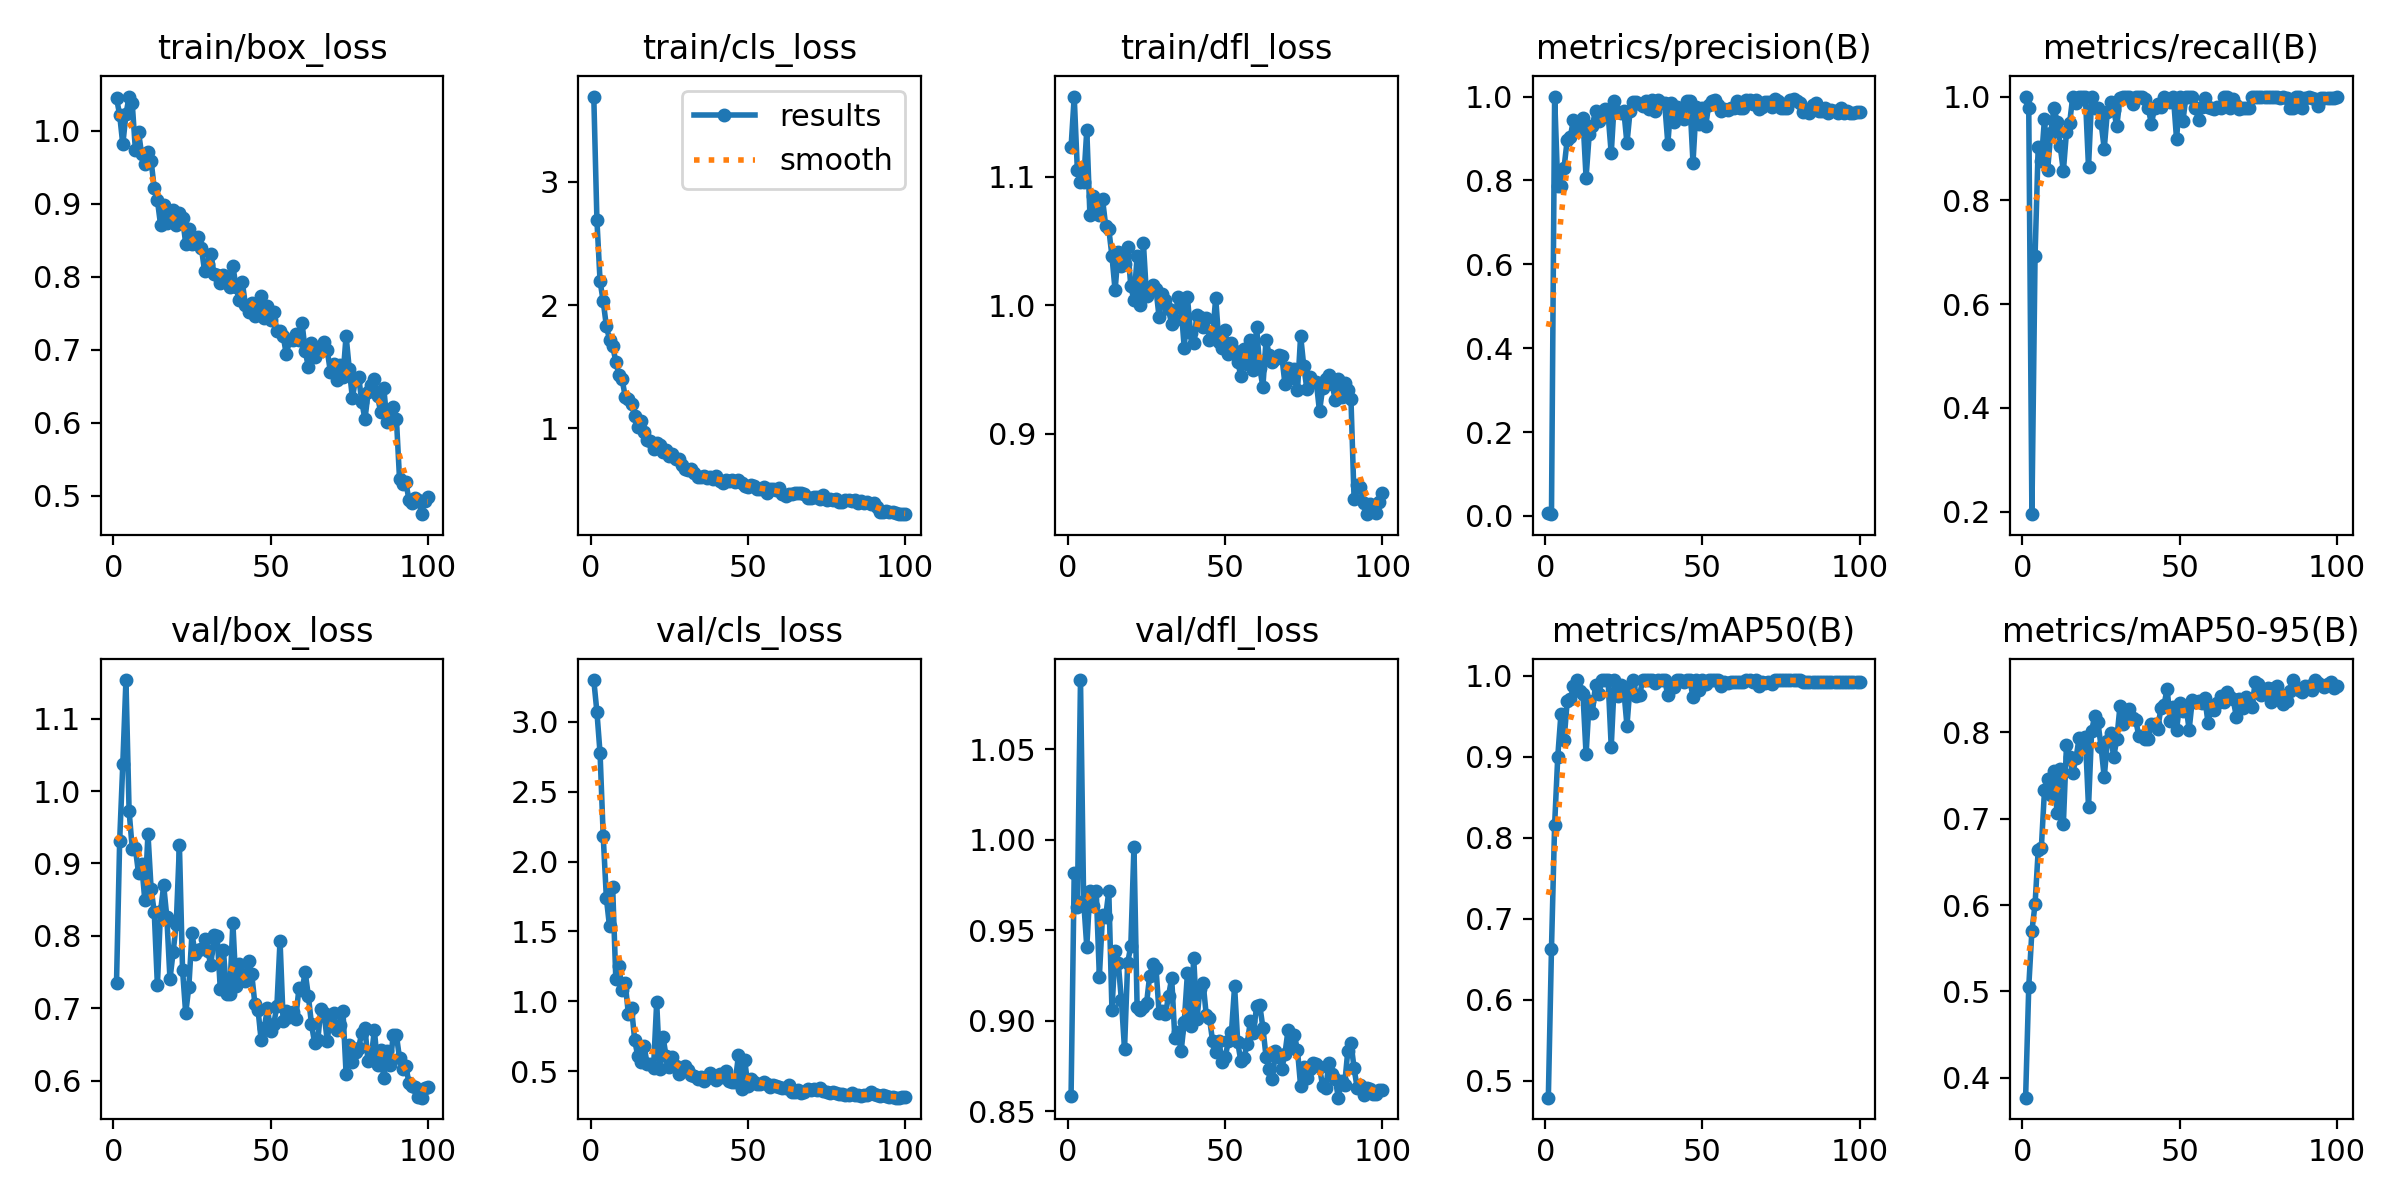 train/box_loss
1.0
0.9
0.8
0.7
0.6
0.5
0 50 100
train/cls_loss
results
smooth
3
2
1
0 50 100
train/dfl_loss
1.1
1.0
0.9
0 50 100
metrics/precision(B)
1.0
0.8
0.6
0.4
0.2
0.0
0 50 100
metrics/recall(B)
1.0
0.8
0.6
0.4
0.2
0 50 100
val/box_loss
1.1
1.0
0.9
0.8
0.7
0.6
0 50 100
val/cls_loss
3.0
2.5
2.0
1.5
1.0
0.5
0 50 100
val/dfl_loss
1.05
1.00
0.95
0.90
0.85
0 50 100
metrics/mAP50(B)
1.0
0.9
0.8
0.7
0.6
0.5
0 50 100
metrics/mAP50-95(B)
0.8
0.7
0.6
0.5
0.4
0 50 100